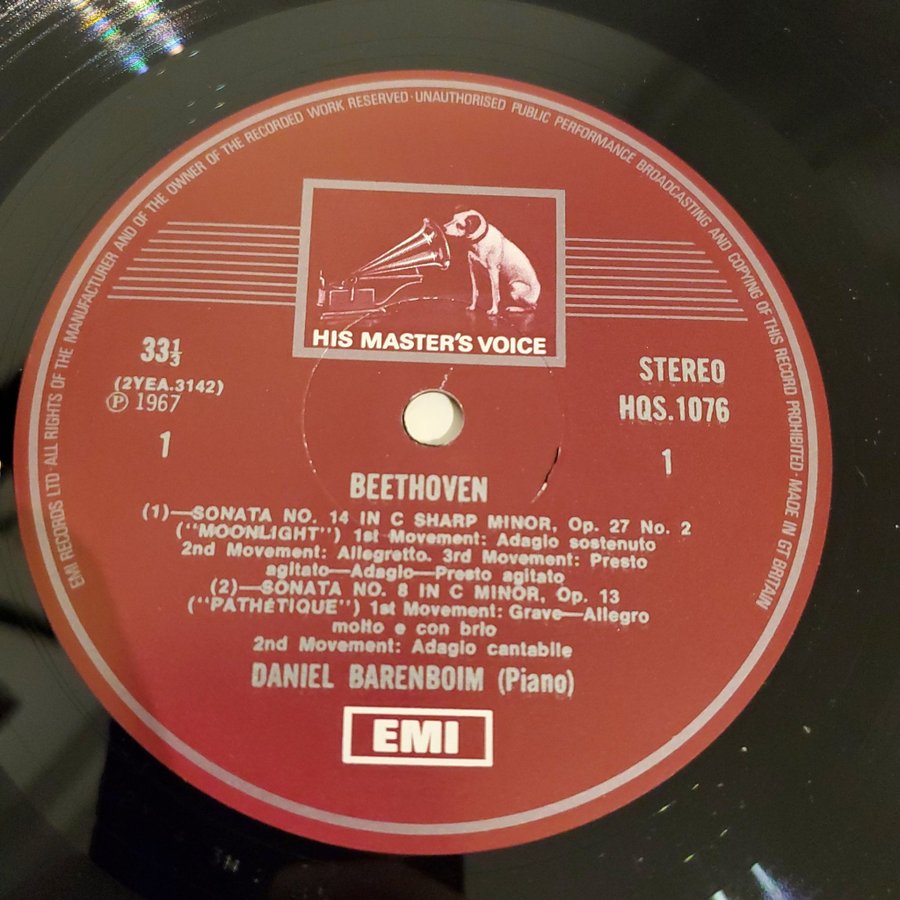 EMI RECORDS LTD·ALL RIGHTS OF THE MANUFACTURER AND OF THE OWNER OF THE RECORDED WORK RESERVED·UNAUTHORISED PUBLIC PERFORMANCE BROADCASTING AND COPYING OF THIS RECORD PROHIBITED·MADE IN GT BRITAIN
HIS MASTER'S VOICE
33⅓
STEREO
(2YEA.3142)
HQS.1076
Ⓟ 1967
1
1
BEETHOVEN
(1)—SONATA NO. 14 IN C SHARP MINOR, Op. 27 No. 2
("MOONLIGHT") 1st Movement: Adagio sostenuto
2nd Movement: Allegretto. 3rd Movement: Presto
agitato—Adagio—Presto agitato
(2)—SONATA NO. 8 IN C MINOR, Op. 13
("PATHÉTIQUE") 1st Movement: Grave—Allegro
molto e con brio
2nd Movement: Adagio cantabile
DANIEL BARENBOIM (Piano)
EMI